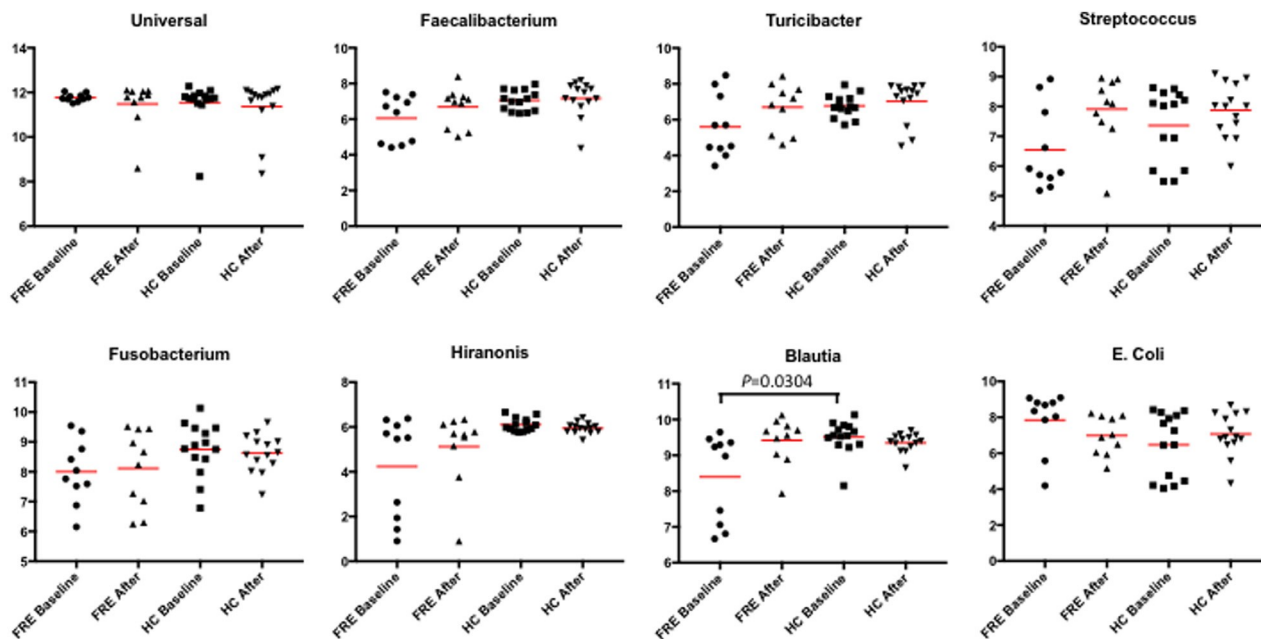 Universal
14
12
10
8
6
FRE Baseline
FRE After
HC Baseline
HC After
Faecalibacterium
10
8
6
4
2
0
FRE Baseline
FRE After
HC Baseline
HC After
Turicibacter
10
8
6
4
2
0
FRE Baseline
FRE After
HC Baseline
HC After
Streptococcus
10
9
8
7
6
5
4
FRE Baseline
FRE After
HC Baseline
HC After
Fusobacterium
11
10
9
8
7
6
5
FRE Baseline
FRE After
HC Baseline
HC After
Hiranonis
8
6
4
2
0
FRE Baseline
FRE After
HC Baseline
HC After
Blautia
P=0.0304
11
10
9
8
7
6
FRE Baseline
FRE After
HC Baseline
HC After
E. Coli
10
8
6
4
2
0
FRE Baseline
FRE After
HC Baseline
HC After